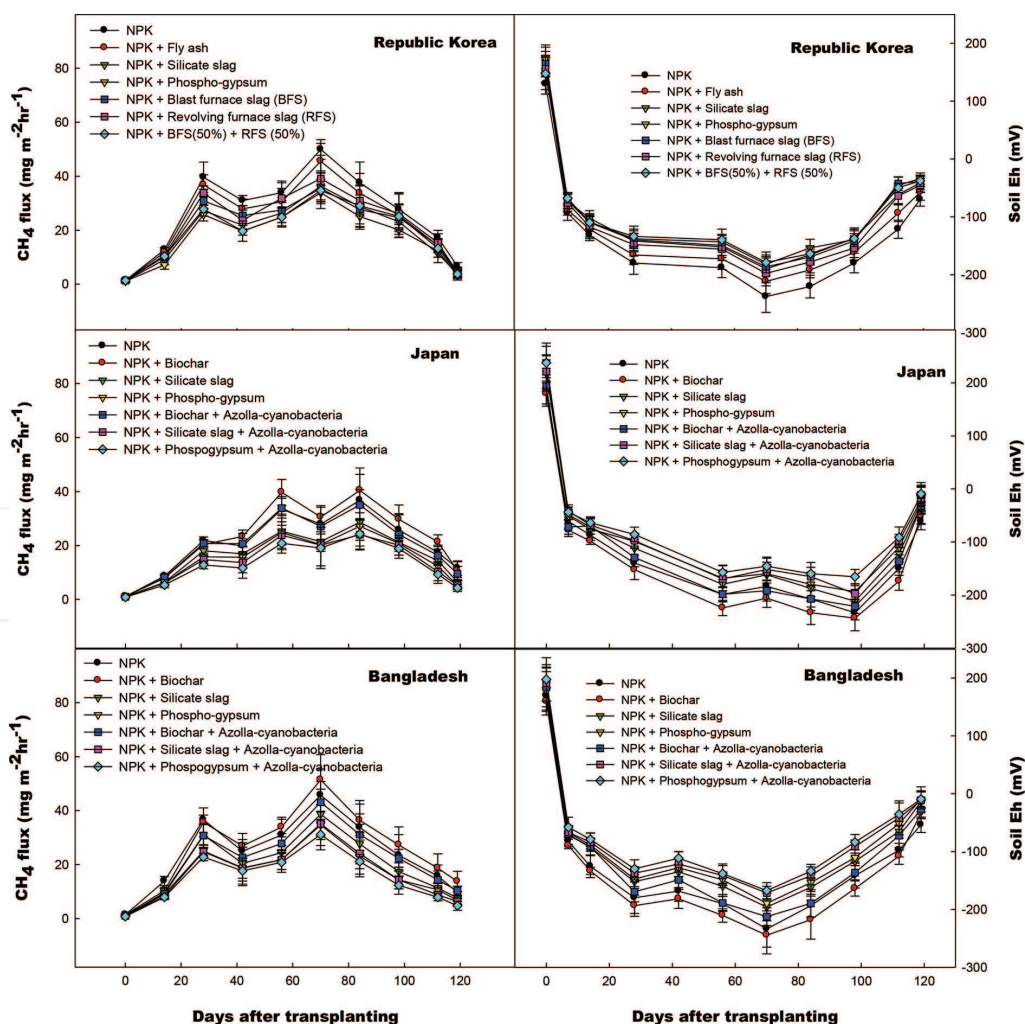 NPK
NPK + Fly ash
NPK + Silicate slag
NPK + Phospho-gypsum
NPK + Blast furnace slag (BFS)
NPK + Revolving furnace slag (RFS)
NPK + BFS(50%) + RFS (50%)
Republic Korea
CH4 flux (mg m-2hr-1)
80
60
40
20
0
Republic Korea
NPK
NPK + Fly ash
NPK + Silicate slag
NPK + Phospho-gypsum
NPK + Blast furnace slag (BFS)
NPK + Revolving furnace slag (RFS)
NPK + BFS(50%) + RFS (50%)
200
100
0
-100
-200
-300
Soil Eh (mV)
NPK
NPK + Biochar
NPK + Silicate slag
NPK + Phospho-gypsum
NPK + Biochar + Azolla-cyanobacteria
NPK + Silicate slag + Azolla-cyanobacteria
NPK + Phospogypsum + Azolla-cyanobacteria
Japan
CH4 flux (mg m-2hr-1)
80
60
40
20
0
Japan
NPK
NPK + Biochar
NPK + Silicate slag
NPK + Phospho-gypsum
NPK + Biochar + Azolla-cyanobacteria
NPK + Silicate slag + Azolla-cyanobacteria
NPK + Phosphogypsum + Azolla-cyanobacteria
200
100
0
-100
-200
-300
Soil Eh (mV)
NPK
NPK + Biochar
NPK + Silicate slag
NPK + Phospho-gypsum
NPK + Biochar + Azolla-cyanobacteria
NPK + Silicate slag + Azolla-cyanobacteria
NPK + Phospogypsum + Azolla-cyanobacteria
Bangladesh
CH4 flux (mg m-2hr-1)
80
60
40
20
0
Bangladesh
NPK
NPK + Biochar
NPK + Silicate slag
NPK + Phospho-gypsum
NPK + Biochar + Azolla-cyanobacteria
NPK + Silicate slag + Azolla-cyanobacteria
NPK + Phosphogypsum + Azolla-cyanobacteria
200
100
0
-100
-200
-300
Soil Eh (mV)
0 20 40 60 80 100 120
0 20 40 60 80 100 120 140
Days after transplanting
Days after transplanting